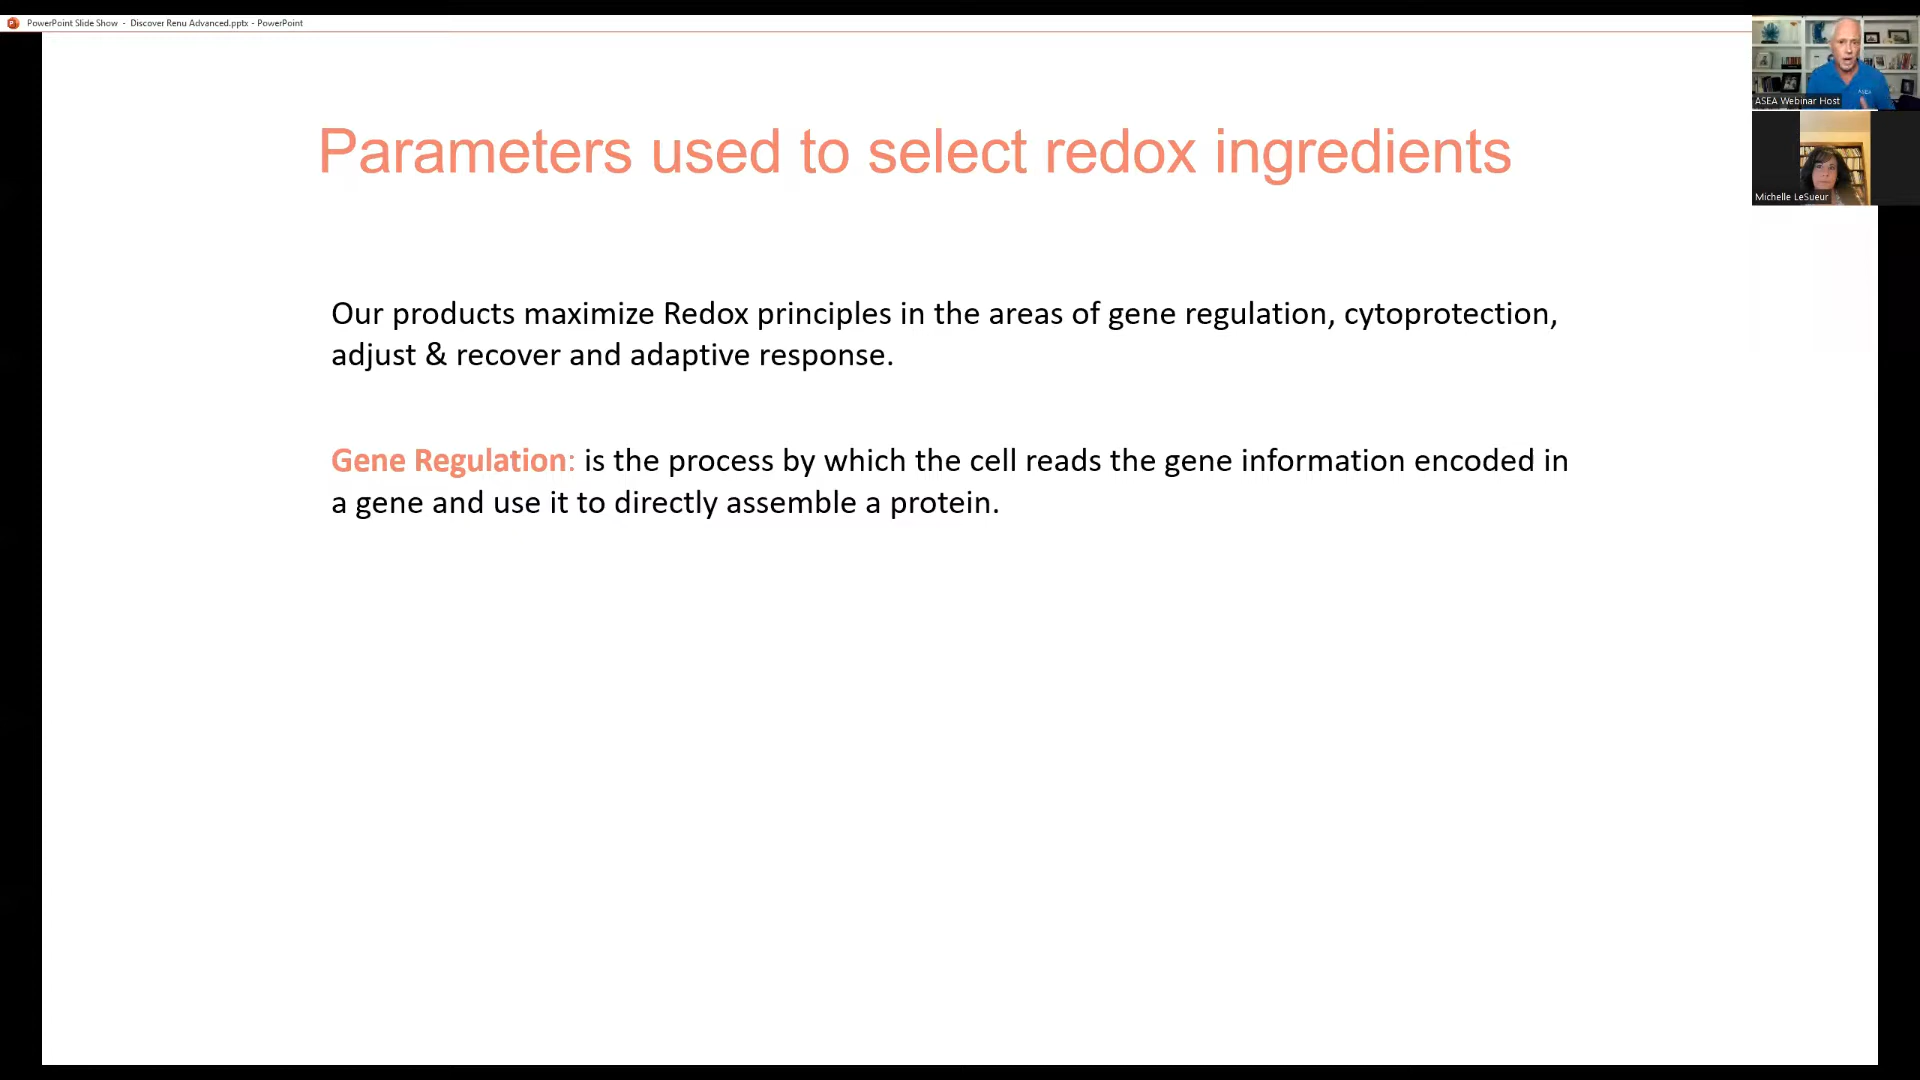 PowerPoint Slide Show - Discover Renu Advanced.pptx - PowerPoint
ASEA
ASEA Webinar Host
Michelle LeSueur
Parameters used to select redox ingredients
Our products maximize Redox principles in the areas of gene regulation, cytoprotection,
adjust & recover and adaptive response.
Gene Regulation: is the process by which the cell reads the gene information encoded in
a gene and use it to directly assemble a protein.